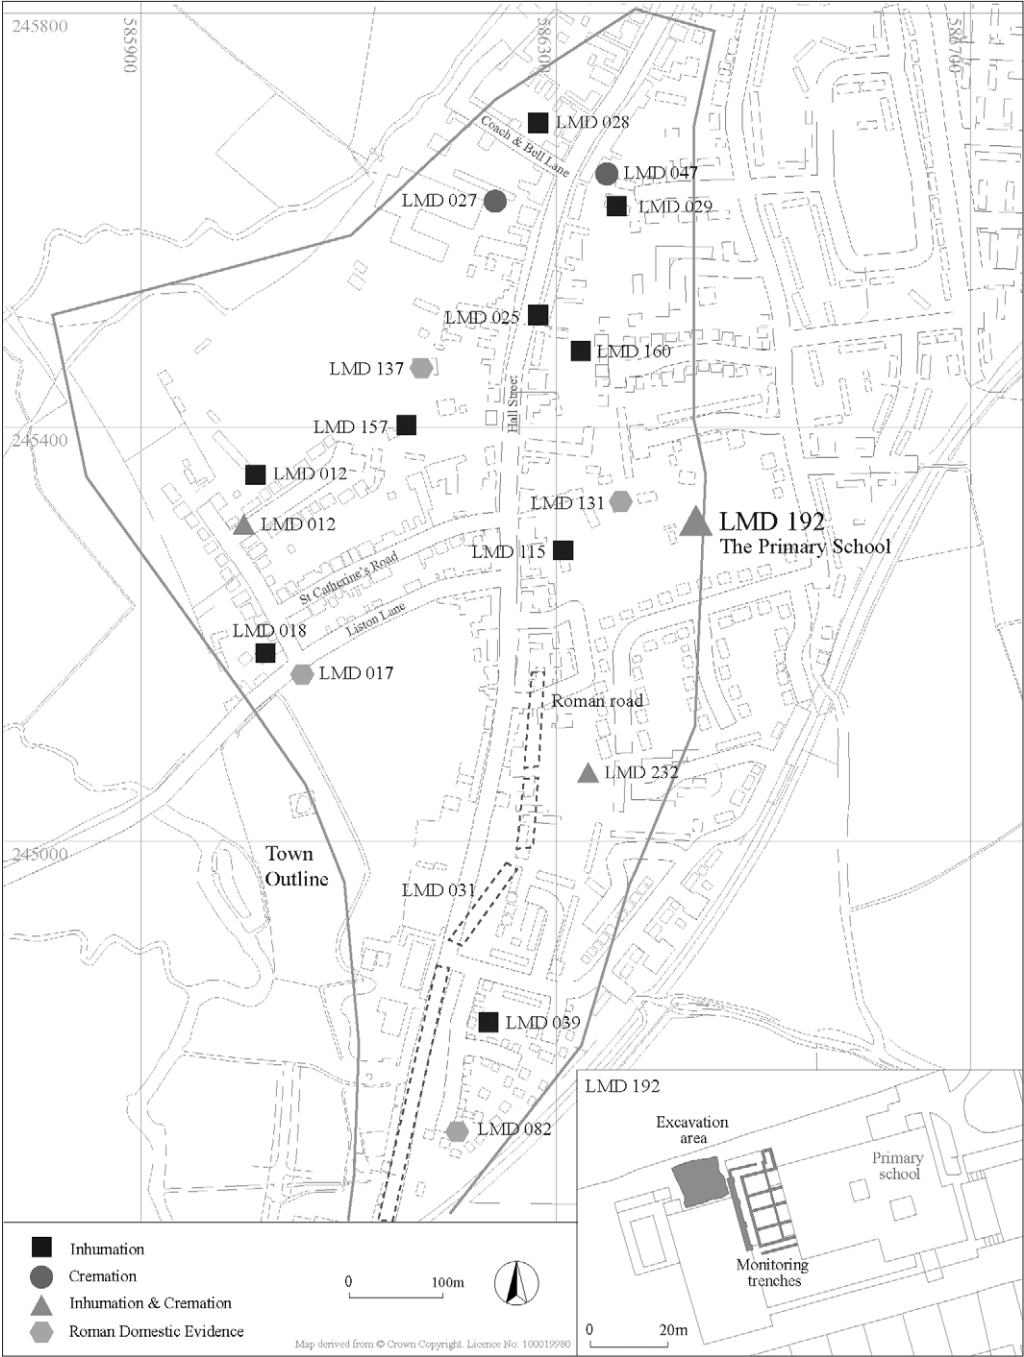 245800
585900
586300
586700
LMD 028
Coach & Bell Lane
LMD 047
LMD 027
LMD 029
LMD 025
LMD 160
LMD 137
Hall Street
LMD 157
245400
LMD 012
LMD 131
LMD 012
LMD 192
The Primary School
LMD 115
St Catherine's Road
Liston Lane
LMD 018
LMD 017
Roman road
LMD 232
245000
Town
Outline
LMD 031
LMD 039
LMD 082
LMD 192
Excavation
area
Primary
school
Monitoring
trenches
0 20m
Inhumation
Cremation
Inhumation & Cremation
Roman Domestic Evidence
0 100m
Map derived from © Crown Copyright. Licence No. 100019980